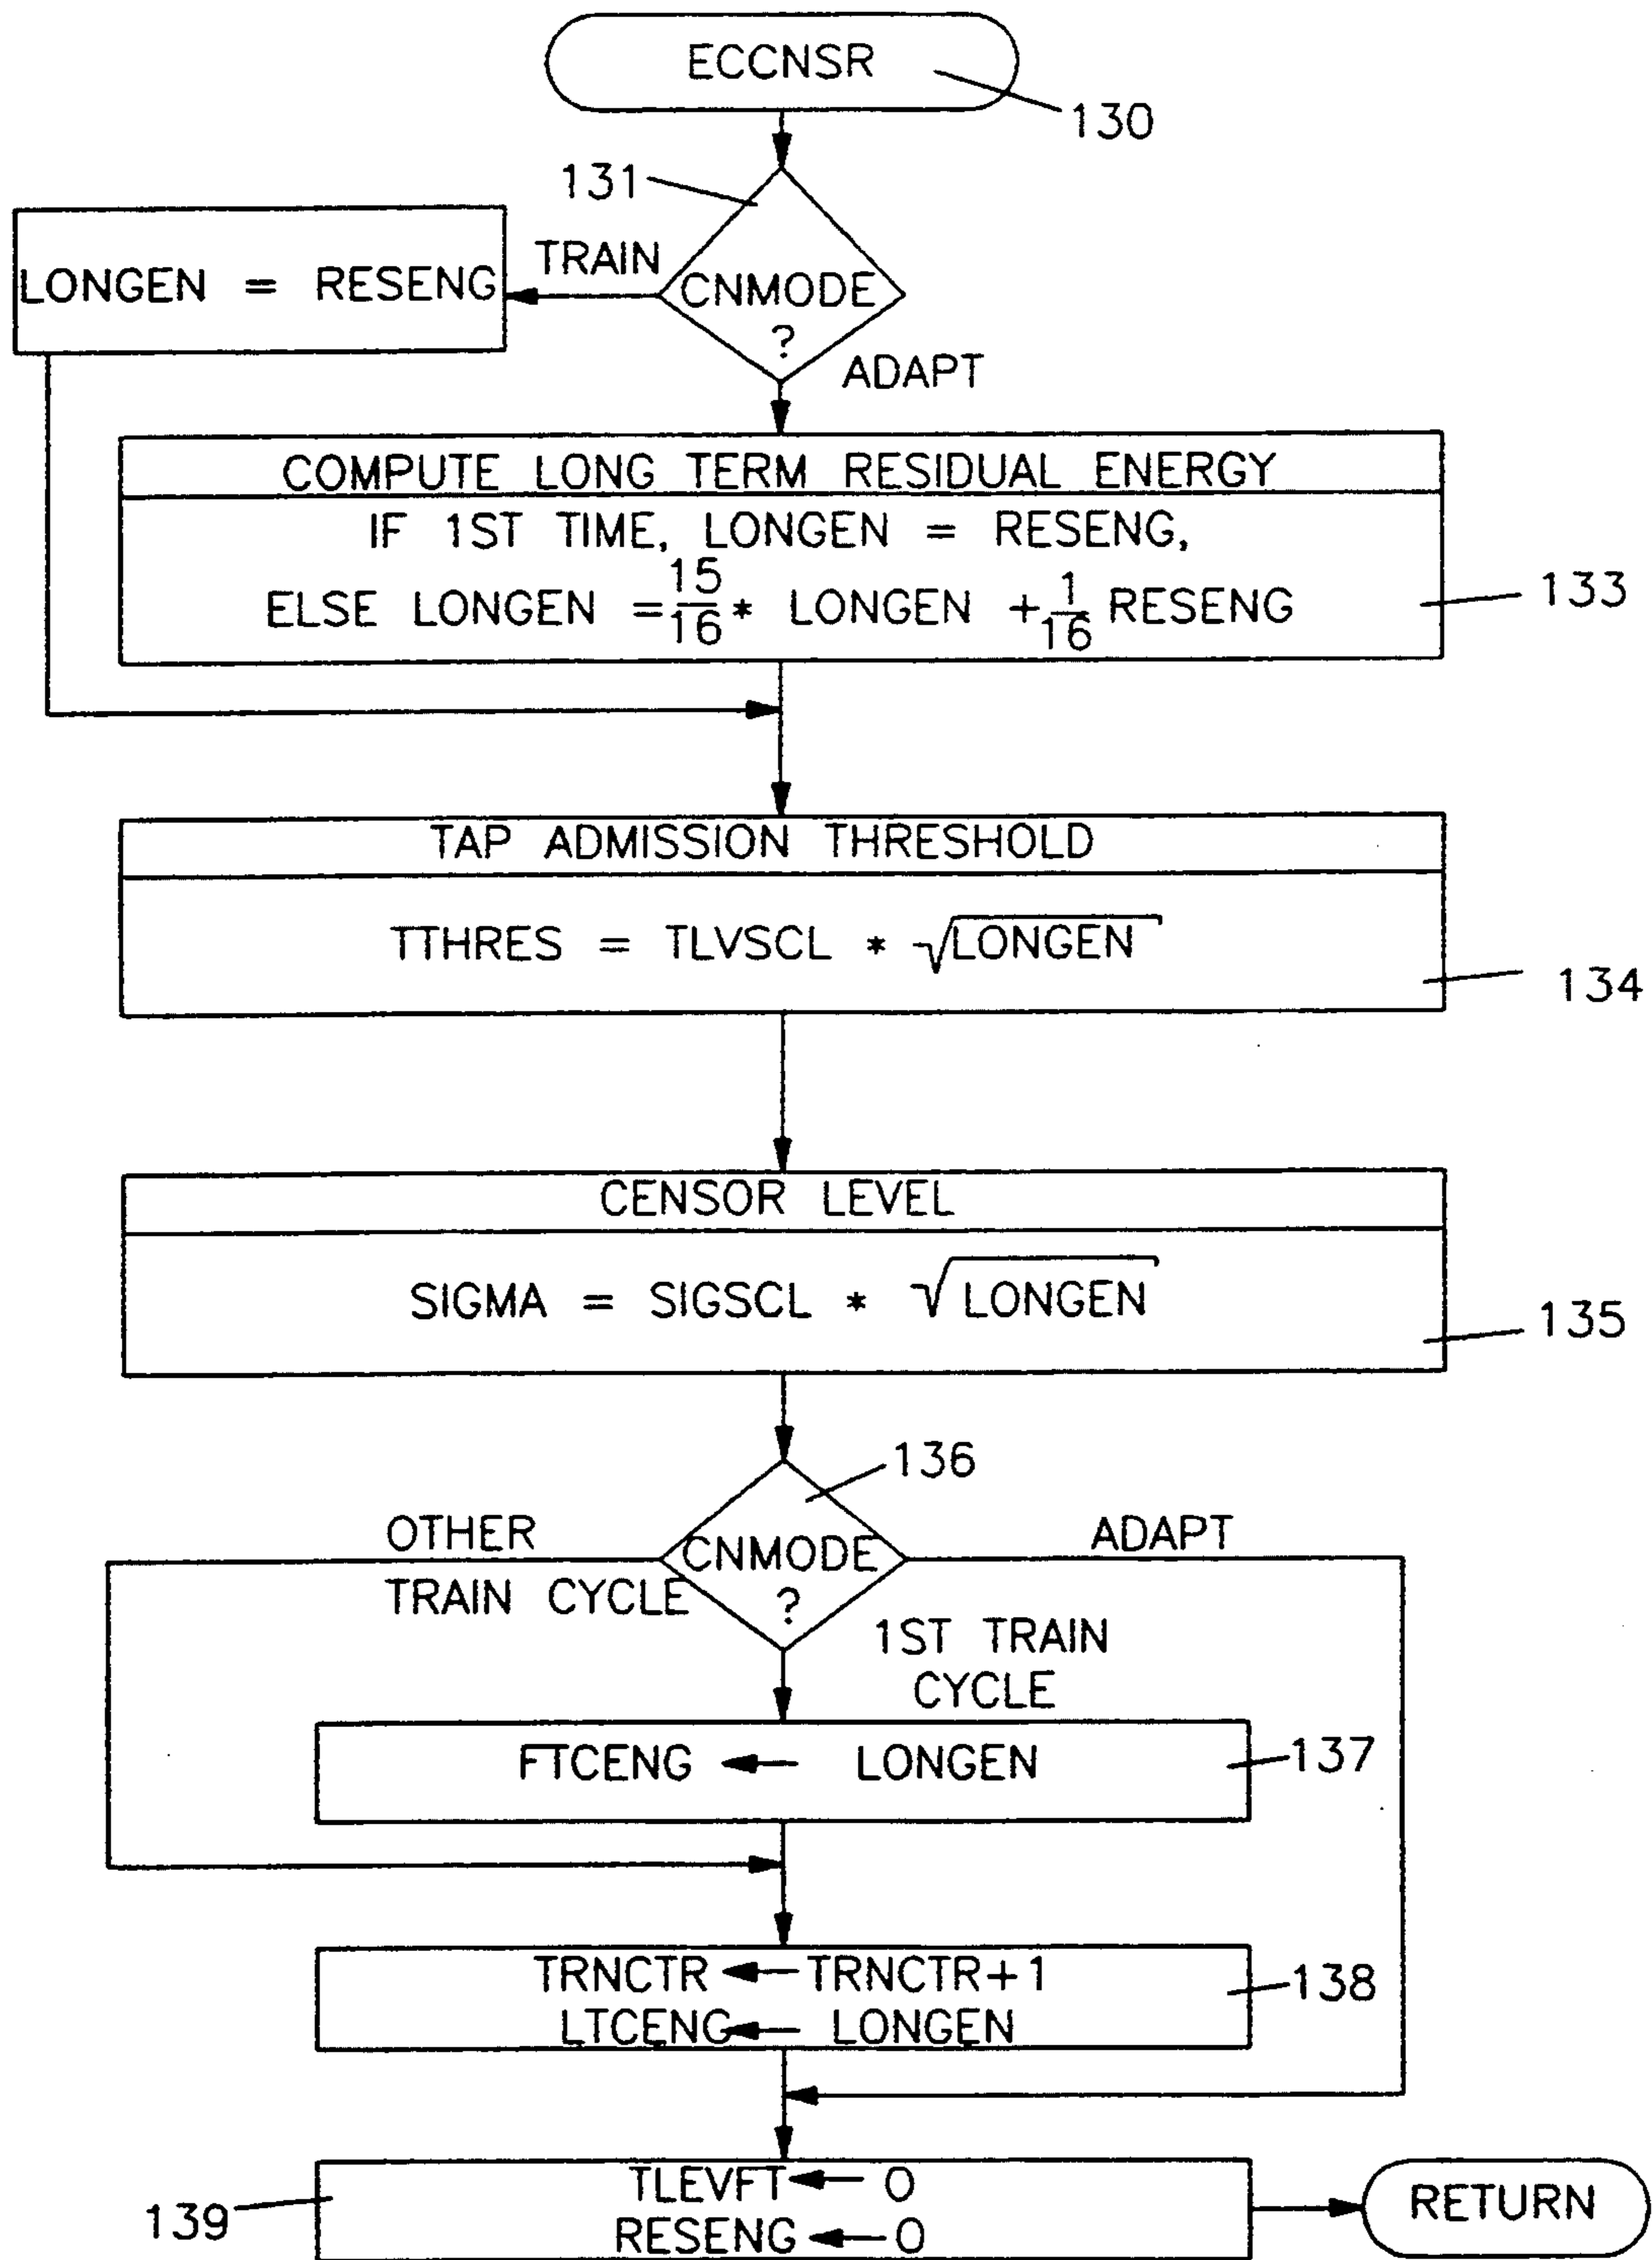 ECCNSR
130
131
TRAIN
LONGEN = RESENG
CNMODE
?
ADAPT
COMPUTE LONG TERM RESIDUAL ENERGY
IF 1ST TIME, LONGEN = RESENG,
ELSE LONGEN = 15/16 * LONGEN + 1/16 RESENG
133
TAP ADMISSION THRESHOLD
TTHRES = TLVSCL * √LONGEN
134
CENSOR LEVEL
SIGMA = SIGSCL * √LONGEN
135
136
OTHER
TRAIN CYCLE
CNMODE
?
ADAPT
1ST TRAIN
CYCLE
FTCENG ← LONGEN
137
TRNCTR ← TRNCTR+1
LTCENG ← LONGEN
138
TLEVFT ← 0
RESENG ← 0
139
RETURN